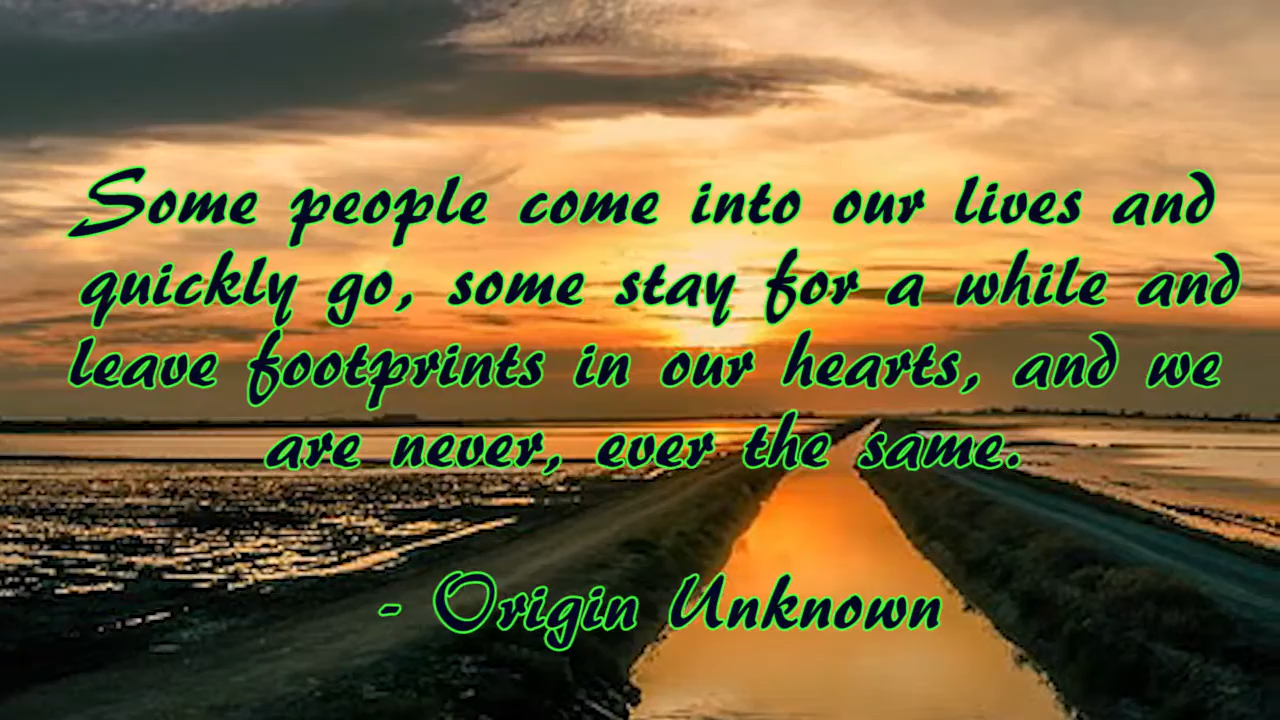 Some people come into our lives and
quickly go, some stay for a while and
leave footprints in our hearts, and we
are never, ever the same.
- Origin Unknown